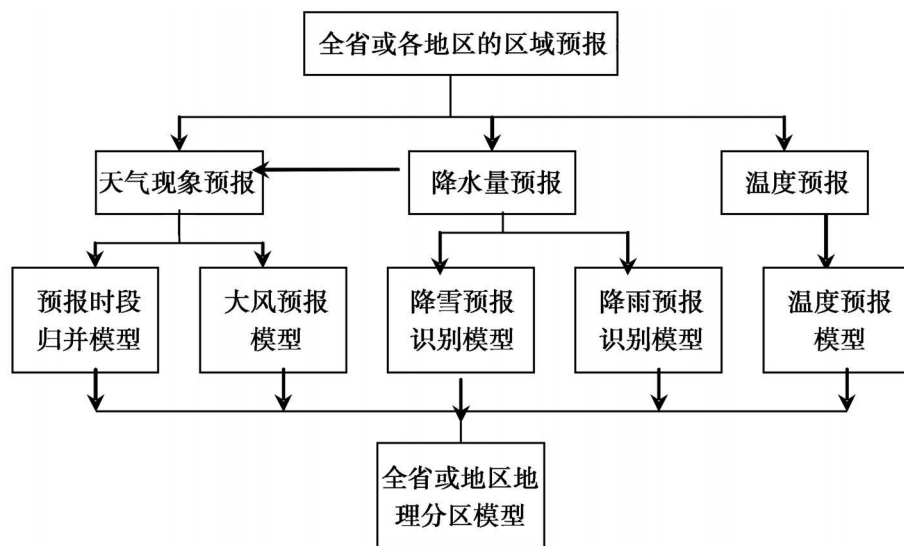 全省或各地区的区域预报
天气现象预报
降水量预报
温度预报
预报时段
归并模型
大风预报
模型
降雪预报
识别模型
降雨预报
识别模型
温度预报
模型
全省或地区地
理分区模型